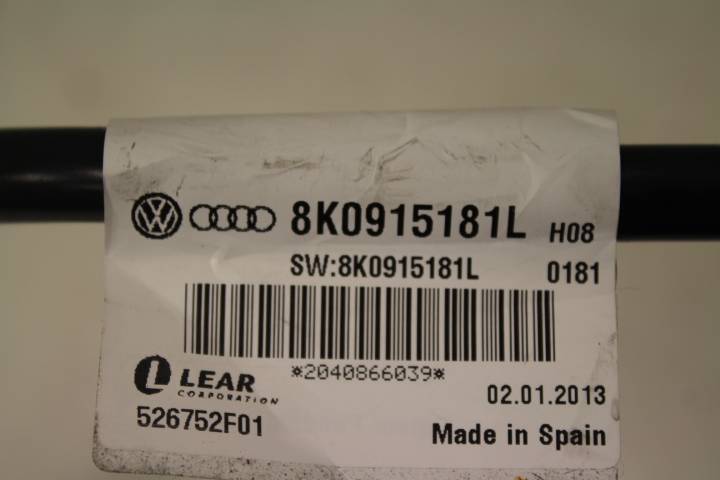 8K0915181L H08
SW:8K0915181L 0181
*2040866039*
LEAR
CORPORATION
02.01.2013
526752F01
Made in Spain